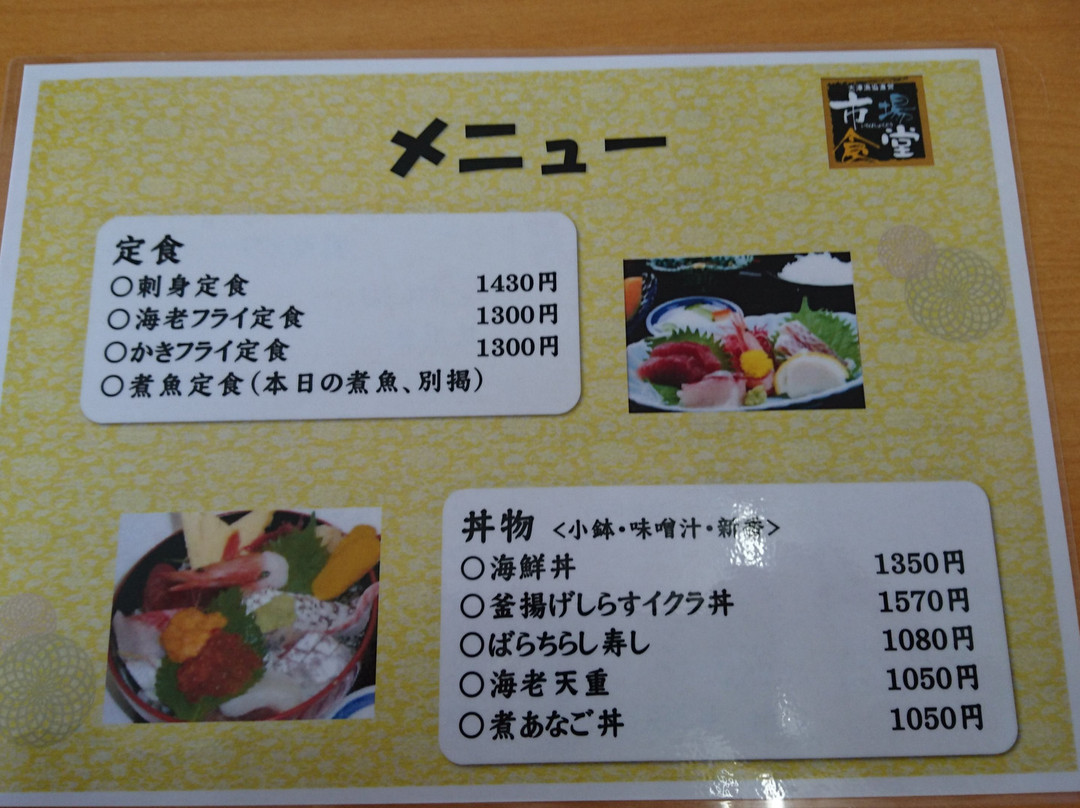 メニュー
市場
食堂
定食
○刺身定食 1430円
○海老フライ定食 1300円
○かきフライ定食 1300円
○煮魚定食(本日の煮魚、別掲)
丼物 <小鉢・味噌汁・新香>
○海鮮丼 1350円
○釜揚げしらすイクラ丼 1570円
○ばらちらし寿し 1080円
○海老天重 1050円
○煮あなご丼 1050円